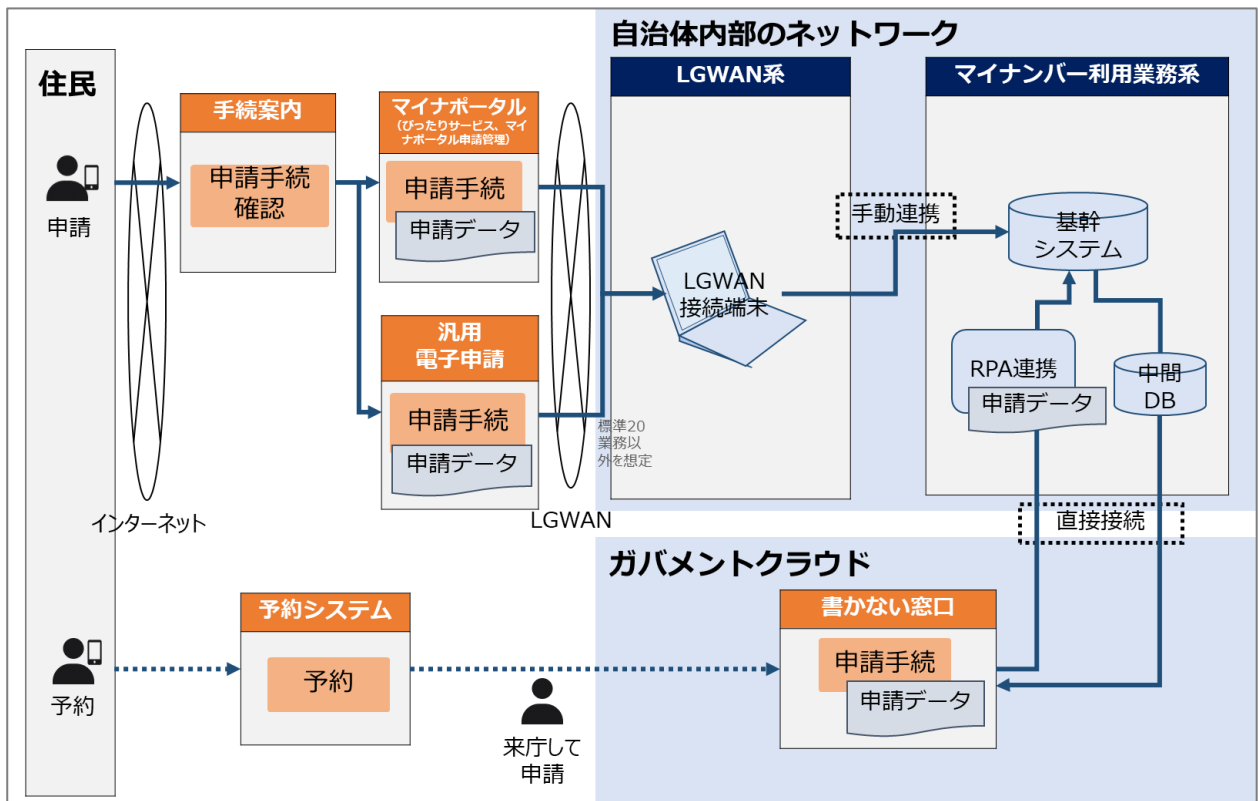 自治体内部のネットワーク
住民
LGWAN系
マイナンバー利用業務系
手続案内
マイナポータル
（ぴったりサービス、マイ
ナポータル申請管理）
申請手続
確認
申請手続
申請データ
申請
手動連携
基幹
システム
LGWAN
接続端末
汎用
電子申請
申請手続
申請データ
RPA連携
申請データ
中間
DB
標準20
業務以
外を想定
インターネット
LGWAN
直接接続
ガバメントクラウド
予約システム
予約
書かない窓口
申請手続
申請データ
予約
来庁して
申請